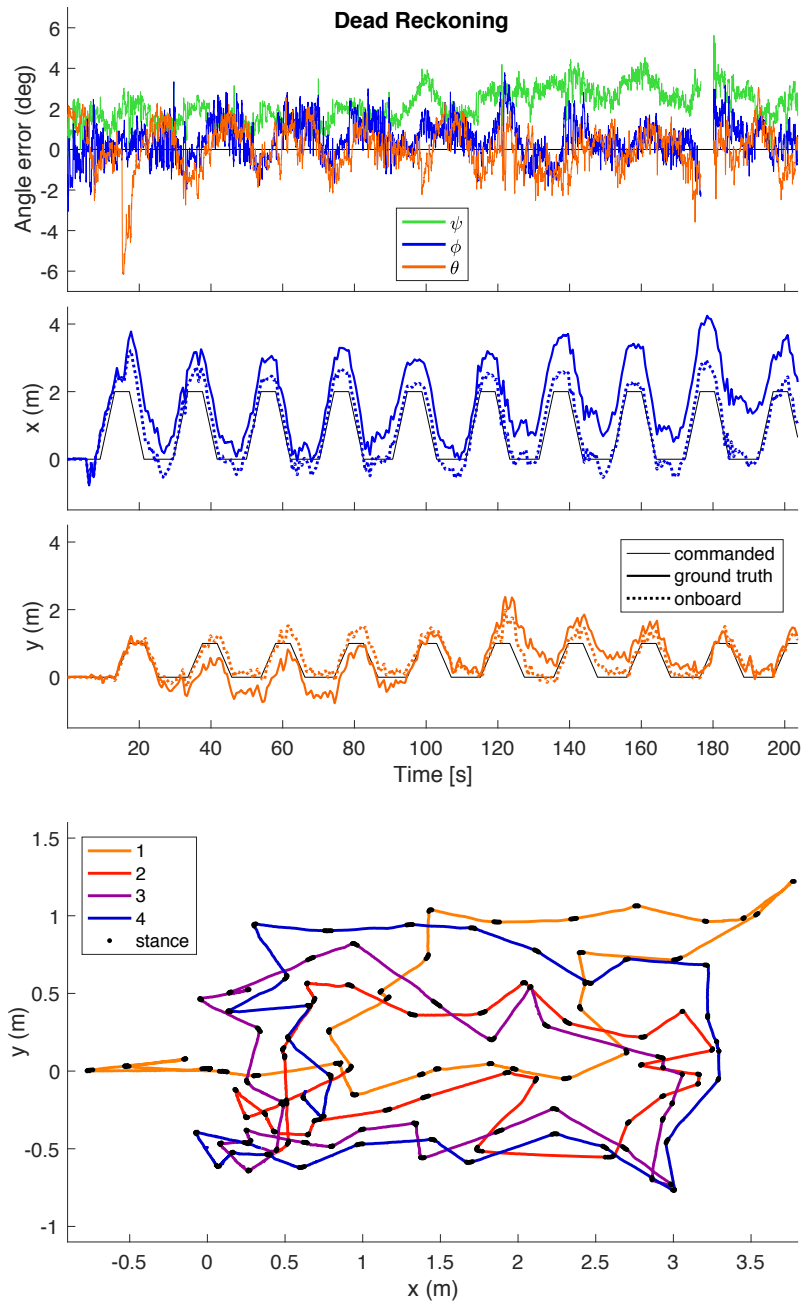 Dead Reckoning
6
4
2
0
-2
-4
-6
Angle error (deg)
ψ
ϕ
θ
4
2
0
x (m)
4
2
0
y (m)
commanded
ground truth
onboard
20 40 60 80 100 120 140 160 180 200
Time [s]
1.5
1
0.5
0
-0.5
-1
y (m)
1
2
3
4
stance
-0.5 0 0.5 1 1.5 2 2.5 3 3.5
x (m)